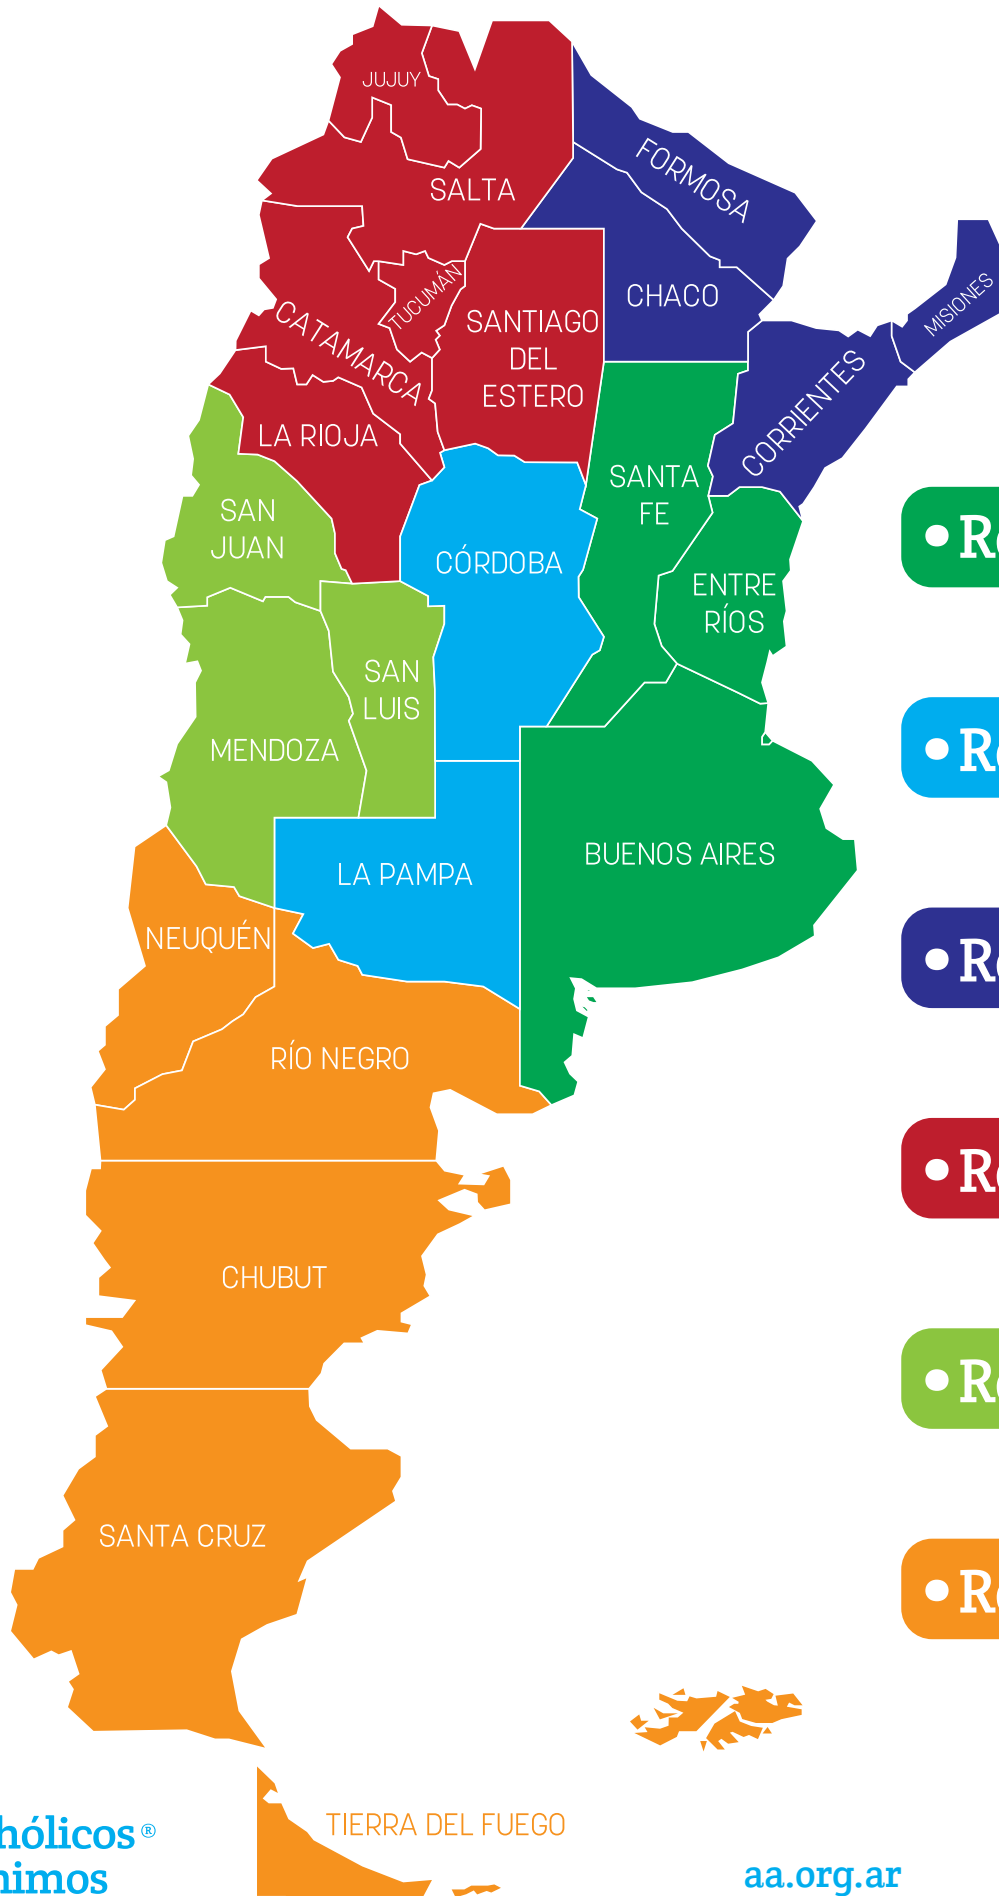 JUJUY
SALTA
FORMOSA
CHACO
MISIONES
TUCUMÁN
SANTIAGO
DEL
ESTERO
CATAMARCA
CORRIENTES
LA RIOJA
SANTA
FE
SAN
JUAN
CÓRDOBA
ENTRE
RÍOS
SAN
LUIS
MENDOZA
BUENOS AIRES
LA PAMPA
NEUQUÉN
RÍO NEGRO
CHUBUT
SANTA CRUZ
TIERRA DEL FUEGO
hólicos®
nimos
aa.org.ar